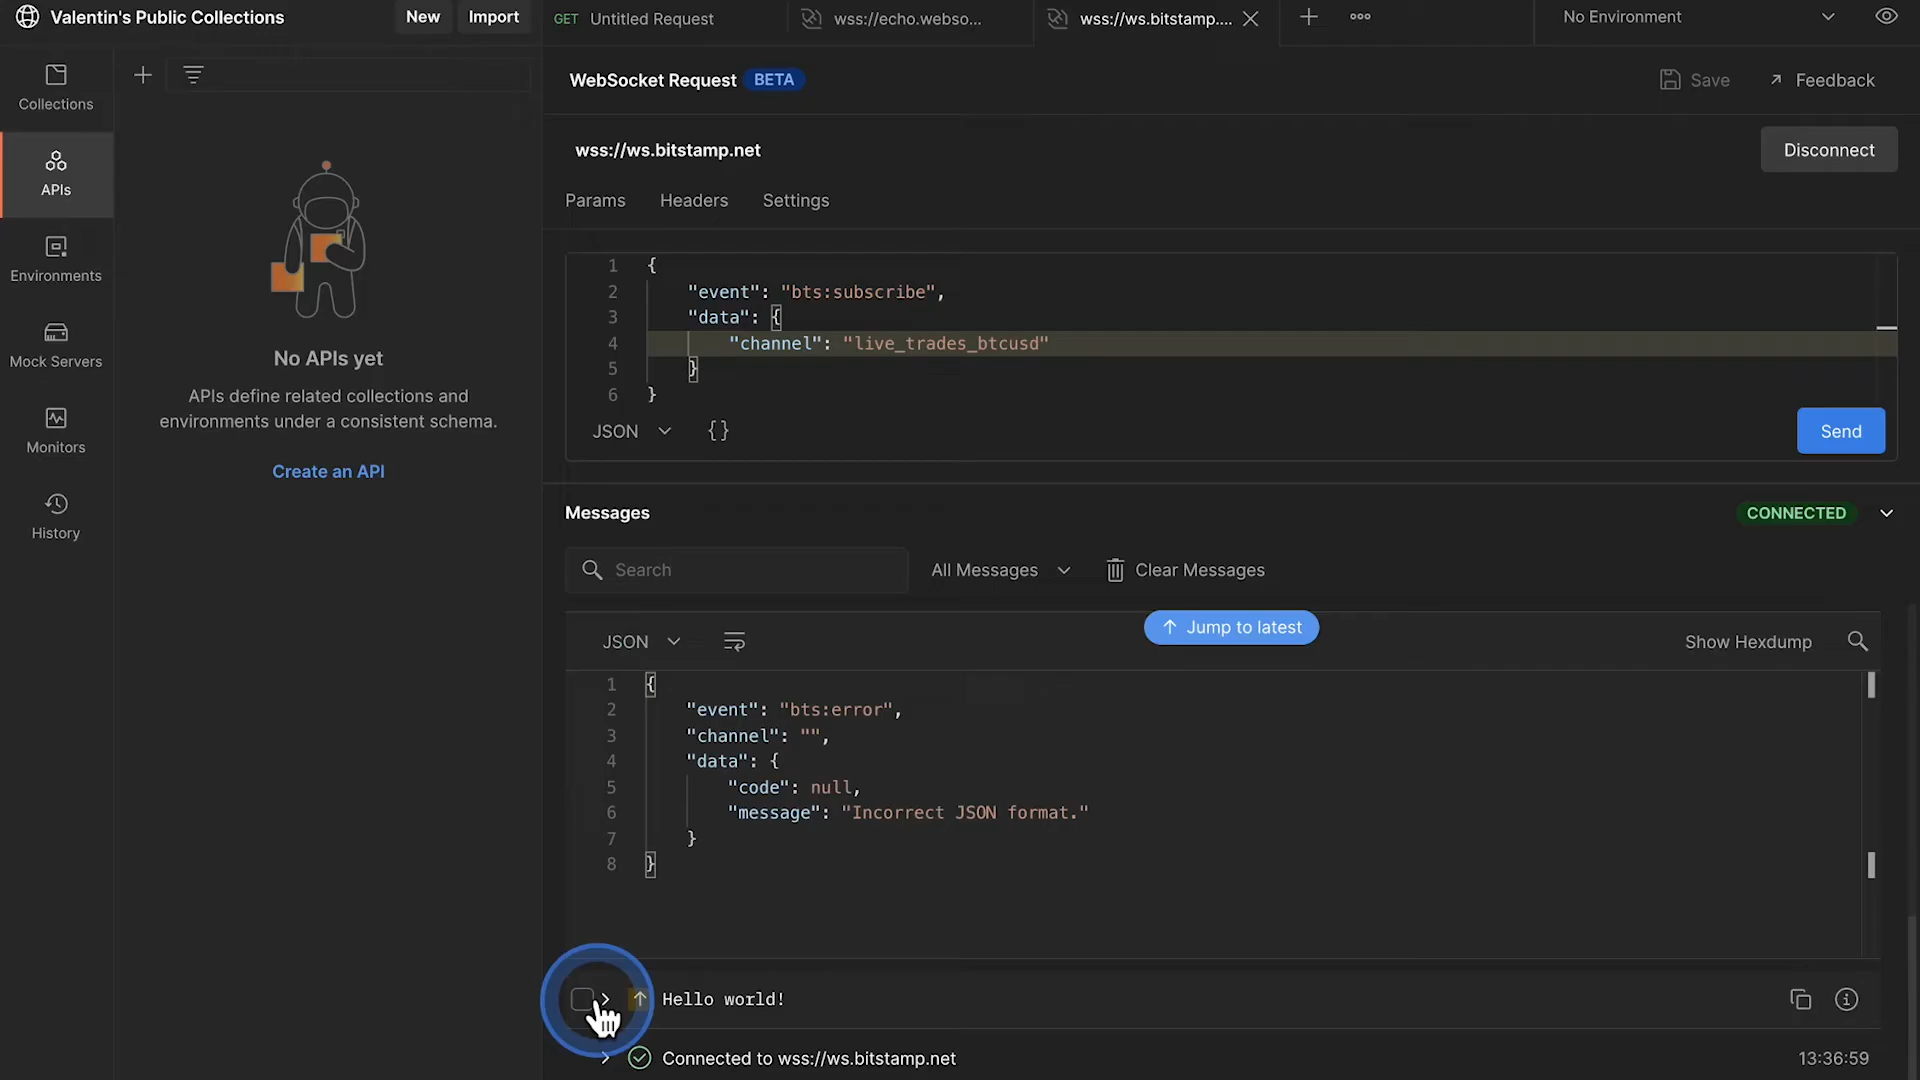 Valentin's Public Collections
New
Import
GET Untitled Request
wss://echo.webso...
wss://ws.bitstamp....
No Environment
Collections
APIs
Environments
Mock Servers
Monitors
History
No APIs yet
APIs define related collections and
environments under a consistent schema.
Create an API
WebSocket Request BETA
Save
Feedback
wss://ws.bitstamp.net
Disconnect
Params
Headers
Settings
1 {
2 "event": "bts:subscribe",
3 "data": {
4 "channel": "live_trades_btcusd"
5 }
6 }
JSON
{}
Send
Messages
CONNECTED
Search
All Messages
Clear Messages
Jump to latest
JSON
Show Hexdump
1 {
2 "event": "bts:error",
3 "channel": "",
4 "data": {
5 "code": null,
6 "message": "Incorrect JSON format."
7 }
8 }
Hello world!
Connected to wss://ws.bitstamp.net
13:36:59